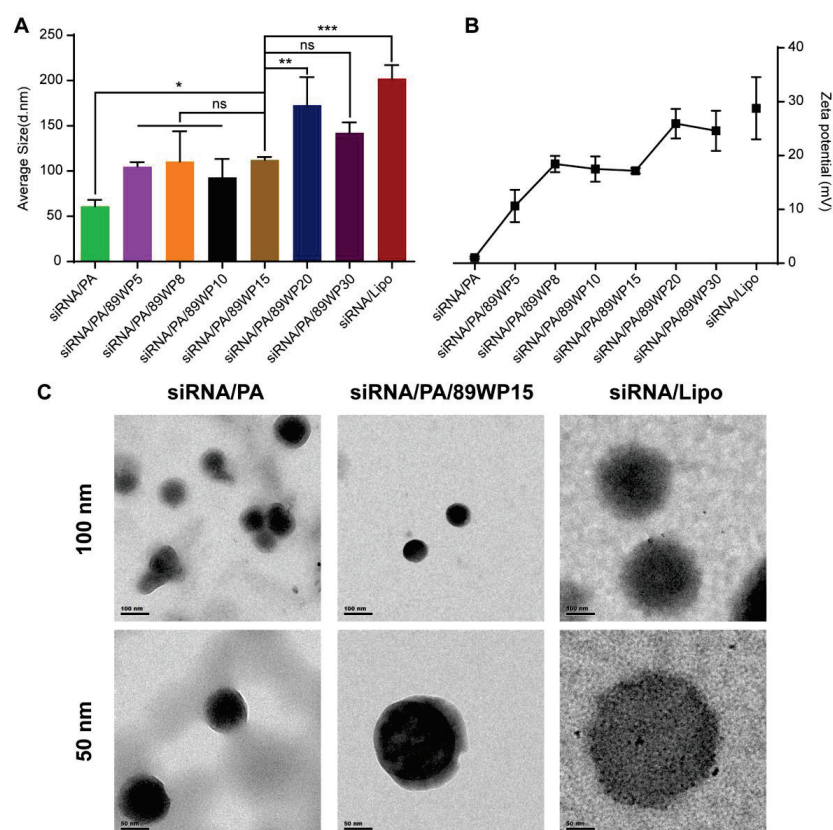 A
Average Size(d.nm)
250
200
150
100
50
0
*
ns
**
ns
***
siRNA/PA
siRNA/PA/89WP5
siRNA/PA/89WP8
siRNA/PA/89WP10
siRNA/PA/89WP15
siRNA/PA/89WP20
siRNA/PA/89WP30
siRNA/Lipo
B
40
30
20
10
0
Zeta potential (mV)
siRNA/PA
siRNA/PA/89WP5
siRNA/PA/89WP8
siRNA/PA/89WP10
siRNA/PA/89WP15
siRNA/PA/89WP20
siRNA/PA/89WP30
siRNA/Lipo
C
siRNA/PA siRNA/PA/89WP15 siRNA/Lipo
100 nm
100 nm 100 nm 100 nm
50 nm
50 nm 50 nm 50 nm